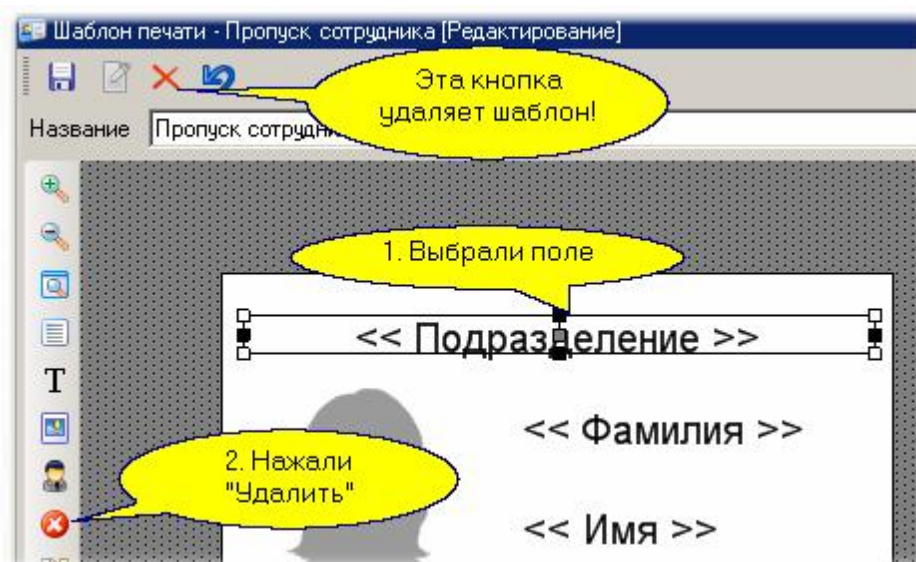 Шаблон печати - Пропуск сотрудника [Редактирование]
Эта кнопка
удаляет шаблон!
Название Пропуск сотрудни
1. Выбрали поле
<< Подразделение >>
T
<< Фамилия >>
2. Нажали
"Удалить"
<< Имя >>